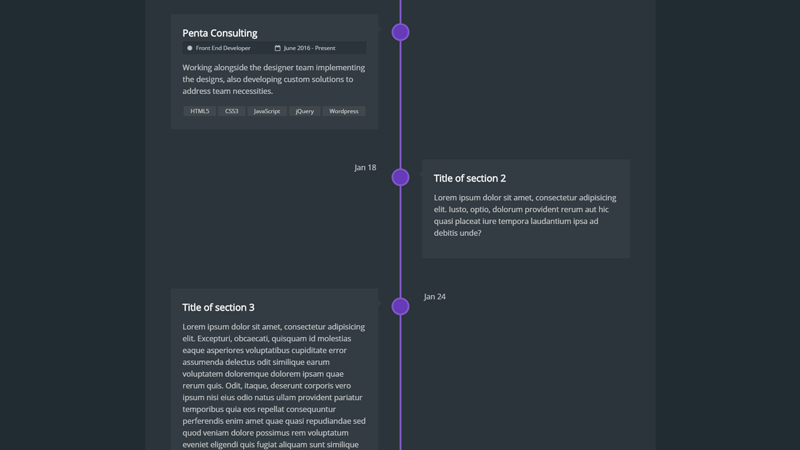 Penta Consulting
Front End Developer
June 2016 - Present
Working alongside the designer team implementing
the designs, also developing custom solutions to
address team necesities.
HTML5 CSS3 JavaScript jQuery Wordpress
Jan 18
Title of section 2
Lorem ipsum dolor sit amet, consectetur adipisicing
elit. Iusto, optio, dolorum provident rerum aut hic
quasi placeat iure tempora laudantium ipsa ad
debitis unde?
Jan 24
Title of section 3
Lorem ipsum dolor sit amet, consectetur adipisicing
elit. Excepturi, obcaecati, quisquam id molestias
eaque asperiores voluptatibus cupiditate error
assumenda delectus odit similique earum
voluptatem doloremque dolorem ipsam quae
rerum quis. Odit, itaque, deserunt corporis vero
ipsum nisi eius odio natus ullam provident pariatur
temporibus quia eos repellat consequuntur
perferendis enim amet quae quasi repudiandae sed
quod veniam dolore possimus rem voluptatum
eveniet eligendi quis fugiat aliquam sunt similique